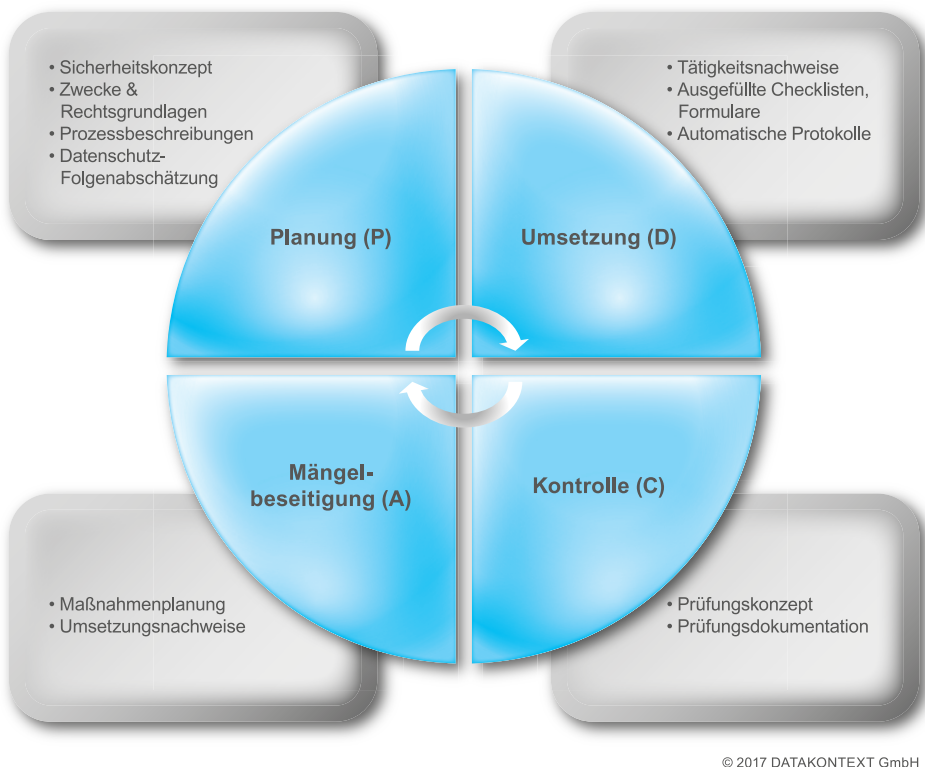 • Sicherheitskonzept
• Zwecke &
Rechtsgrundlagen
• Prozessbeschreibungen
• Datenschutz-
Folgenabschätzung
• Tätigkeitsnachweise
• Ausgefüllte Checklisten,
Formulare
• Automatische Protokolle
Planung (P)
Umsetzung (D)
Mängel-
beseitigung (A)
Kontrolle (C)
• Maßnahmenplanung
• Umsetzungsnachweise
• Prüfungskonzept
• Prüfungsdokumentation
© 2017 DATAKONTEXT GmbH